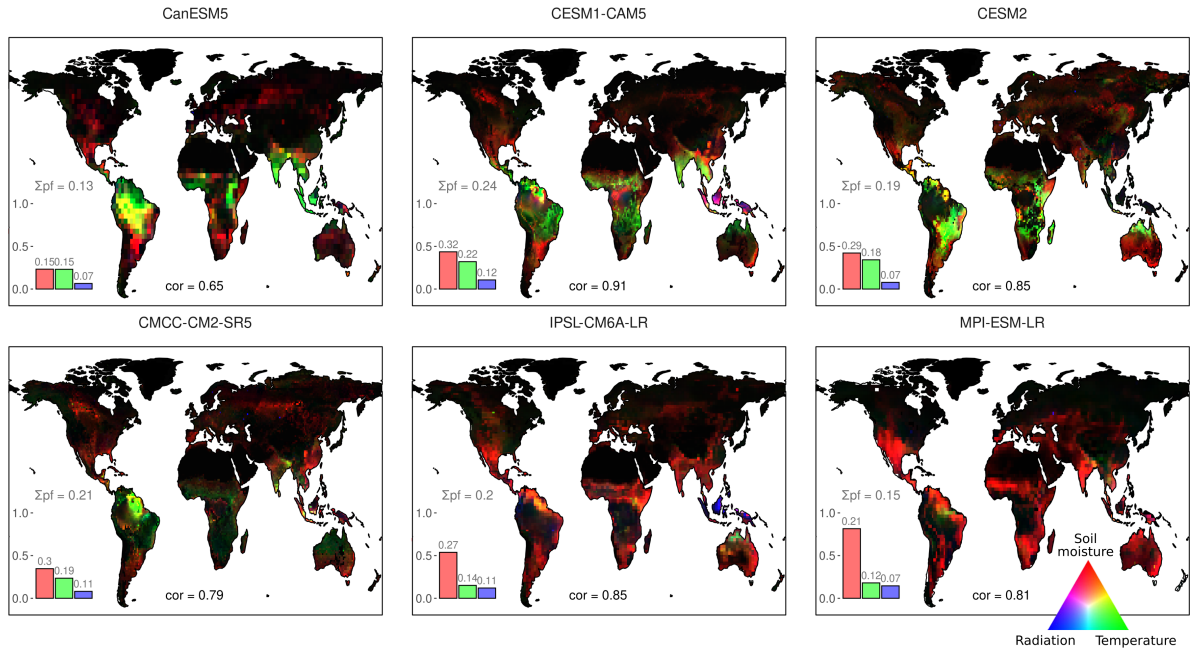 CanESM5
CESM1-CAM5
CESM2
Σpf = 0.13
1.0
0.5
0.0
0.15
0.15
0.07
cor = 0.65
Σpf = 0.24
1.0
0.5
0.0
0.32
0.22
0.12
cor = 0.91
Σpf = 0.19
1.0
0.5
0.0
0.29
0.18
0.07
cor = 0.85
CMCC-CM2-SR5
IPSL-CM6A-LR
MPI-ESM-LR
Σpf = 0.21
1.0
0.5
0.0
0.3
0.19
0.11
cor = 0.79
Σpf = 0.2
1.0
0.5
0.0
0.27
0.14
0.11
cor = 0.85
Σpf = 0.15
1.0
0.5
0.0
0.21
0.12
0.07
cor = 0.81
Soil
moisture
Radiation
Temperature